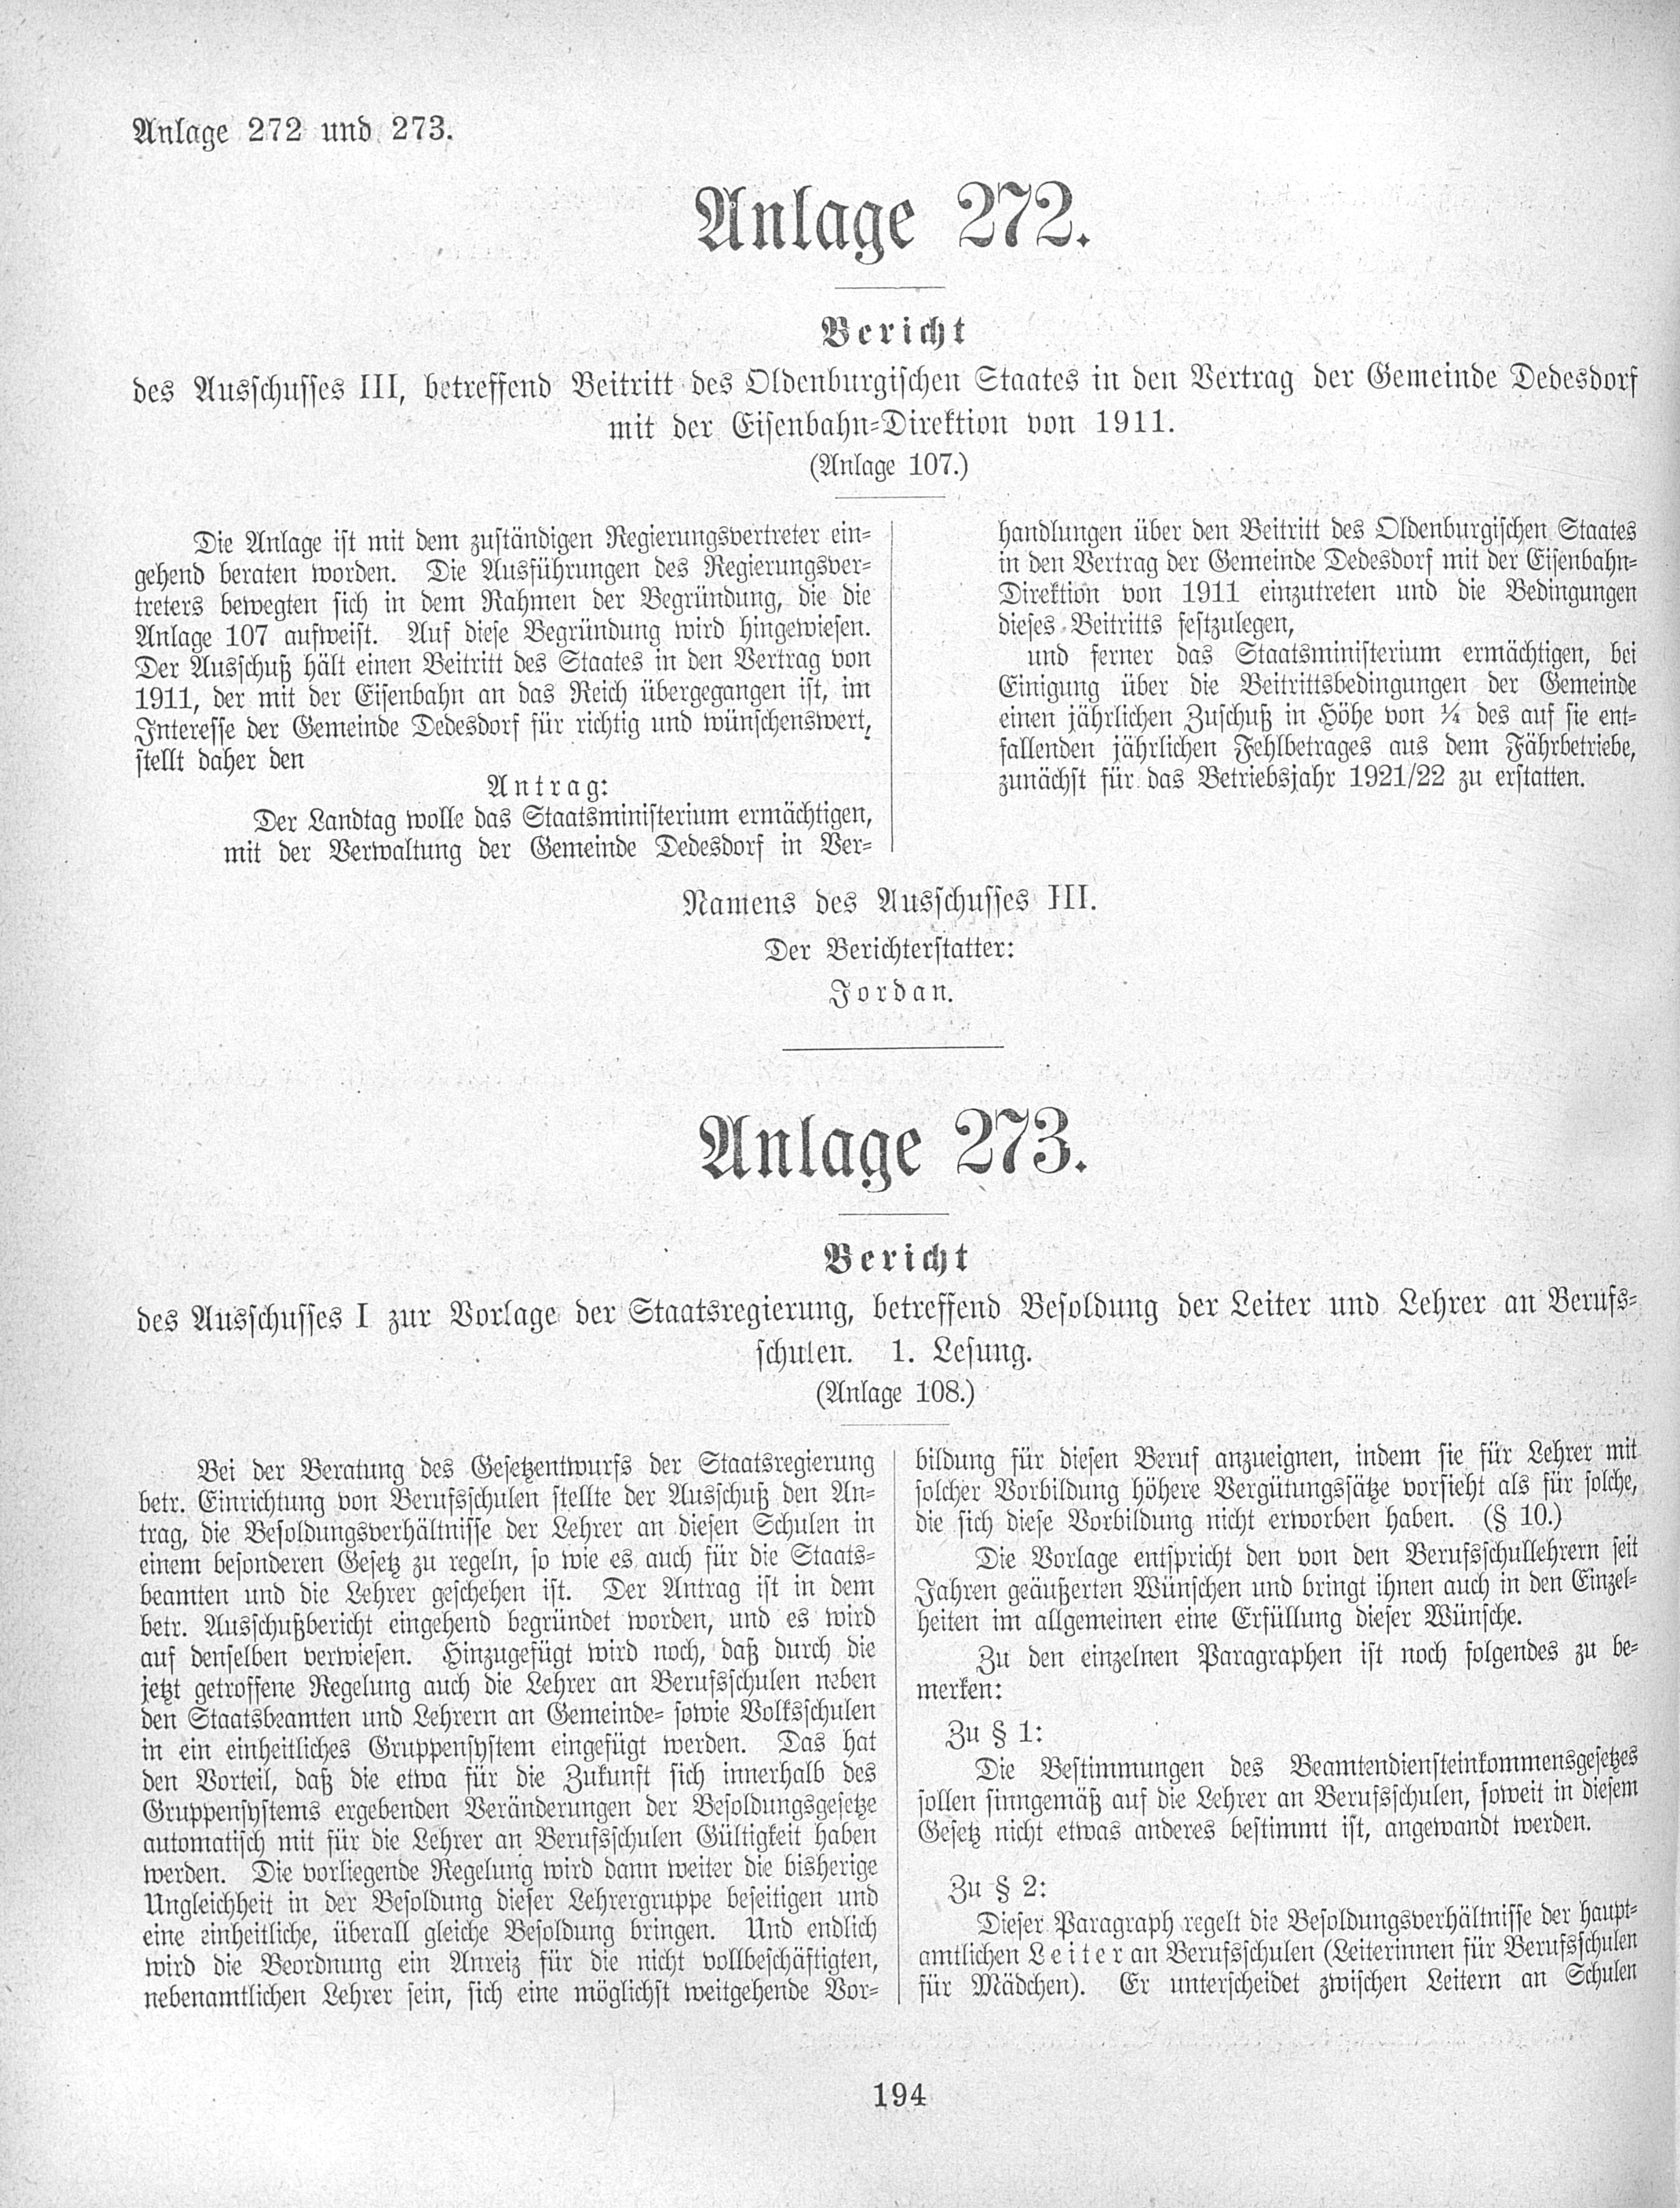 Anlage 272 und 273.
Anlage 272.
Bericht
des Ausschusses III, betreffend Beitritt des Oldenburgischen Staates in den Vertrag der Gemeinde Dedesdorf
mit der Eisenbahn-Direktion von 1911.
(Anlage 107.)
Die Anlage ist mit dem zuständigen Regierungsvertreter ein-
gehend beraten worden. Die Ausführungen des Regierungsver-
treters bewegten sich in dem Rahmen der Begründung, die die
Anlage 107 aufweist. Auf diese Begründung wird hingewiesen.
Der Ausschuß hält einen Beitritt des Staates in den Vertrag von
1911, der mit der Eisenbahn an das Reich übergegangen ist, im
Interesse der Gemeinde Dedesdorf für richtig und wünschenswert,
stellt daher den
Antrag:
Der Landtag wolle das Staatsministerium ermächtigen,
mit der Verwaltung der Gemeinde Dedesdorf in Ver-
handlungen über den Beitritt des Oldenburgischen Staates
in den Vertrag der Gemeinde Dedesdorf mit der Eisenbahn-
Direktion von 1911 einzutreten und die Bedingungen
dieses Beitritts festzulegen,
und ferner das Staatsministerium ermächtigen, bei
Einigung über die Beitrittsbedingungen der Gemeinde
einen jährlichen Zuschuß in Höhe von ¼ des auf sie ent-
fallenden jährlichen Fehlbetrages aus dem Fährbetriebe,
zunächst für das Betriebsjahr 1921/22 zu erstatten.
Namens des Ausschusses III.
Der Berichterstatter:
Jordan.
Anlage 273.
Bericht
des Ausschusses I zur Vorlage der Staatsregierung, betreffend Besoldung der Leiter und Lehrer an Berufs-
schulen. 1. Lesung.
(Anlage 108.)
Bei der Beratung des Gesetzentwurfs der Staatsregierung
betr. Einrichtung von Berufsschulen stellte der Ausschuß den An-
trag, die Besoldungsverhältnisse der Lehrer an diesen Schulen in
einem besonderen Gesetz zu regeln, so wie es auch für die Staats-
beamten und die Lehrer geschehen ist. Der Antrag ist in dem
betr. Ausschußbericht eingehend begründet worden, und es wird
auf denselben verwiesen. Hinzugefügt wird noch, daß durch die
jetzt getroffene Regelung auch die Lehrer an Berufsschulen neben
den Staatsbeamten und Lehrern an Gemeinde- sowie Volksschulen
in ein einheitliches Gruppensystem eingefügt werden. Das hat
den Vorteil, daß die etwa für die Zukunft sich innerhalb des
Gruppensystems ergebenden Veränderungen der Besoldungsgesetze
automatisch mit für die Lehrer an Berufsschulen Gültigkeit haben
werden. Die vorliegende Regelung wird dann weiter die bisherige
Ungleichheit in der Besoldung dieser Lehrergruppe beseitigen und
eine einheitliche, überall gleiche Besoldung bringen. Und endlich
wird die Beordnung ein Anreiz für die nicht vollbeschäftigten,
nebenamtlichen Lehrer sein, sich eine möglichst weitgehende Vor-
bildung für diesen Beruf anzueignen, indem sie für Lehrer mit
solcher Vorbildung höhere Vergütungssätze vorsieht als für solche,
die sich diese Vorbildung nicht erworben haben. (§ 10.)
Die Vorlage entspricht den von den Berufsschullehrern seit
Jahren geäußerten Wünschen und bringt ihnen auch in den Einzel-
heiten im allgemeinen eine Erfüllung dieser Wünsche.
Zu den einzelnen Paragraphen ist noch folgendes zu be-
merken:
Zu § 1:
Die Bestimmungen des Beamtendiensteinkommensgesetzes
sollen sinngemäß auf die Lehrer an Berufsschulen, soweit in diesem
Gesetz nicht etwas anderes bestimmt ist, angewandt werden.
Zu § 2:
Dieser Paragraph regelt die Besoldungsverhältnisse der haupt-
amtlichen Leiter an Berufsschulen (Leiterinnen für Berufsschulen
für Mädchen). Er unterscheidet zwischen Leitern an Schulen
194